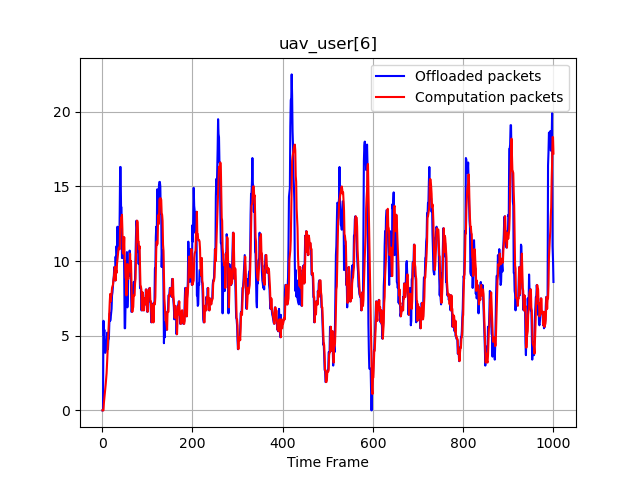 uav_user[6]
Offloaded packets
Computation packets
20
15
10
5
0
0 200 400 600 800 1000
Time Frame